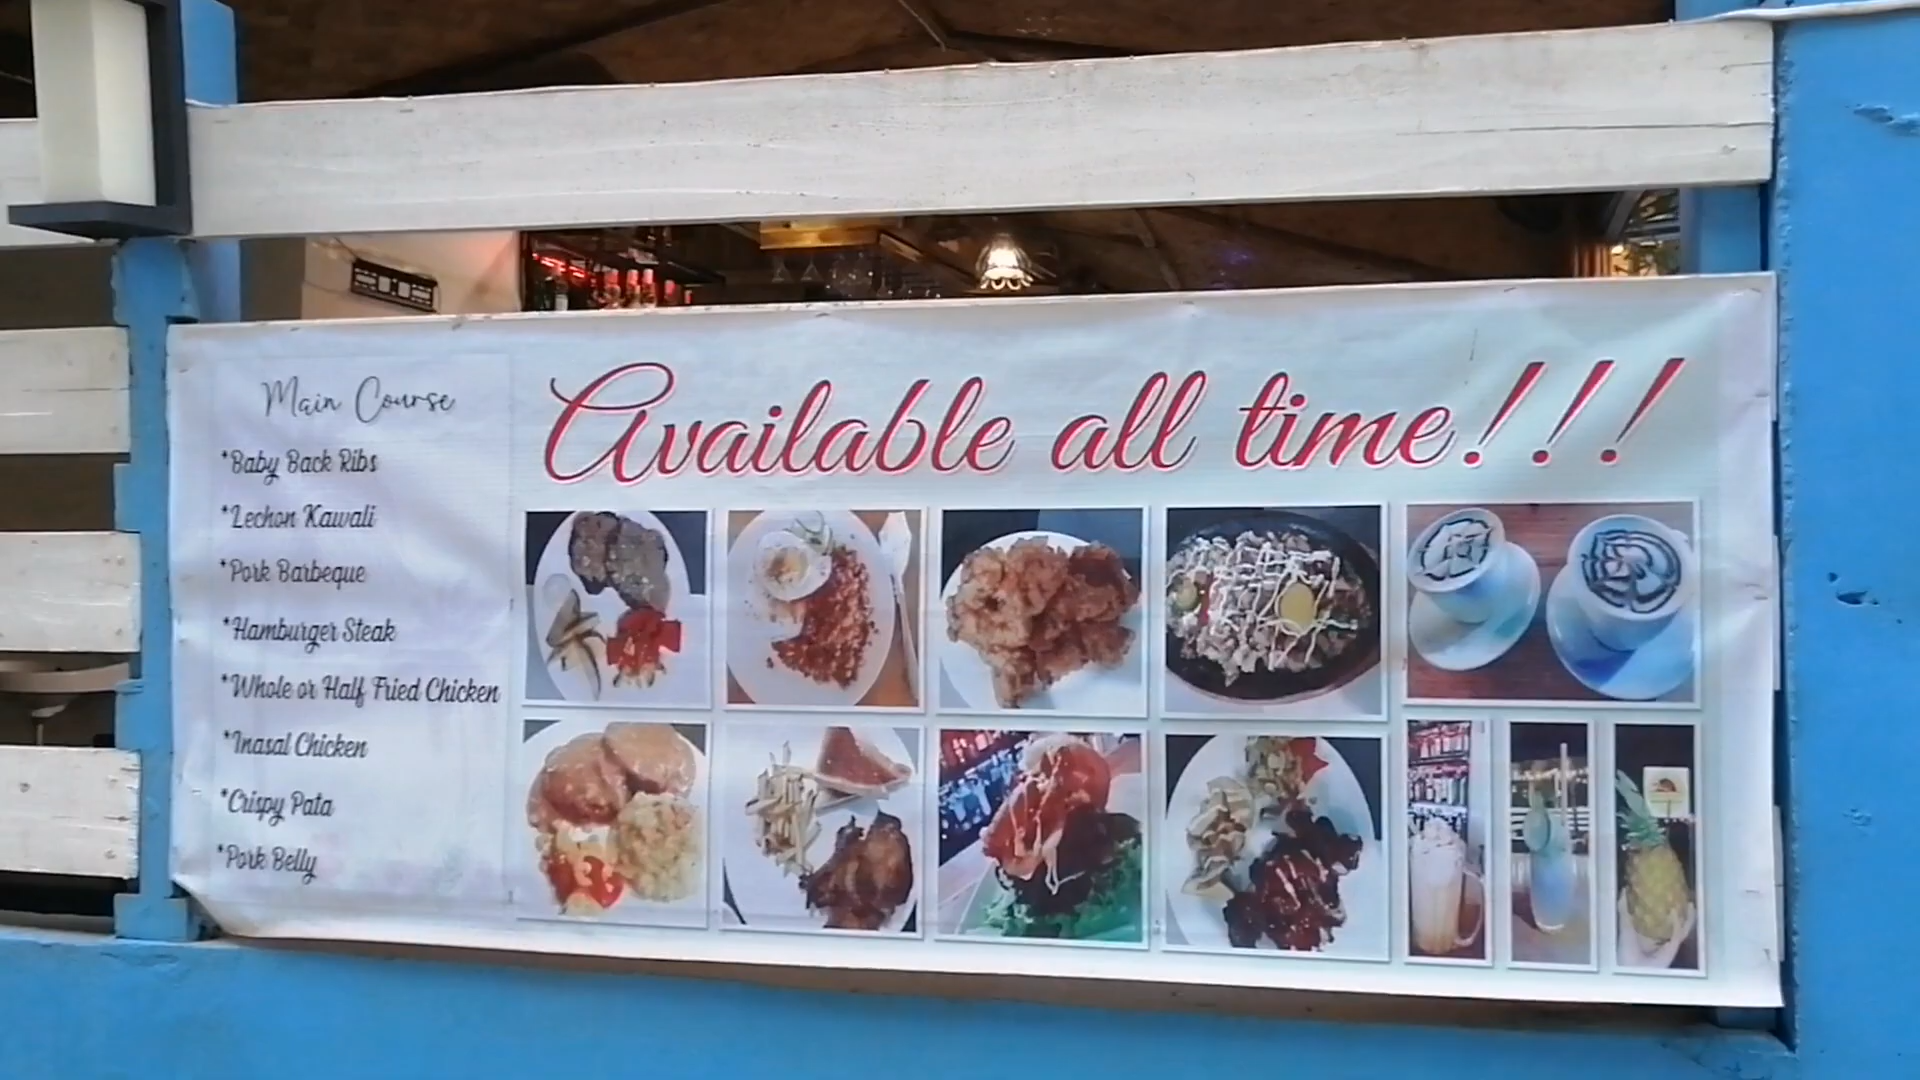 Main Course
*Baby Back Ribs
*Lechon Kawali
*Pork Barbeque
*Hamburger Steak
*Whole or Half Fried Chicken
*Inasal Chicken
*Crispy Pata
*Pork Belly
Available all time!!!